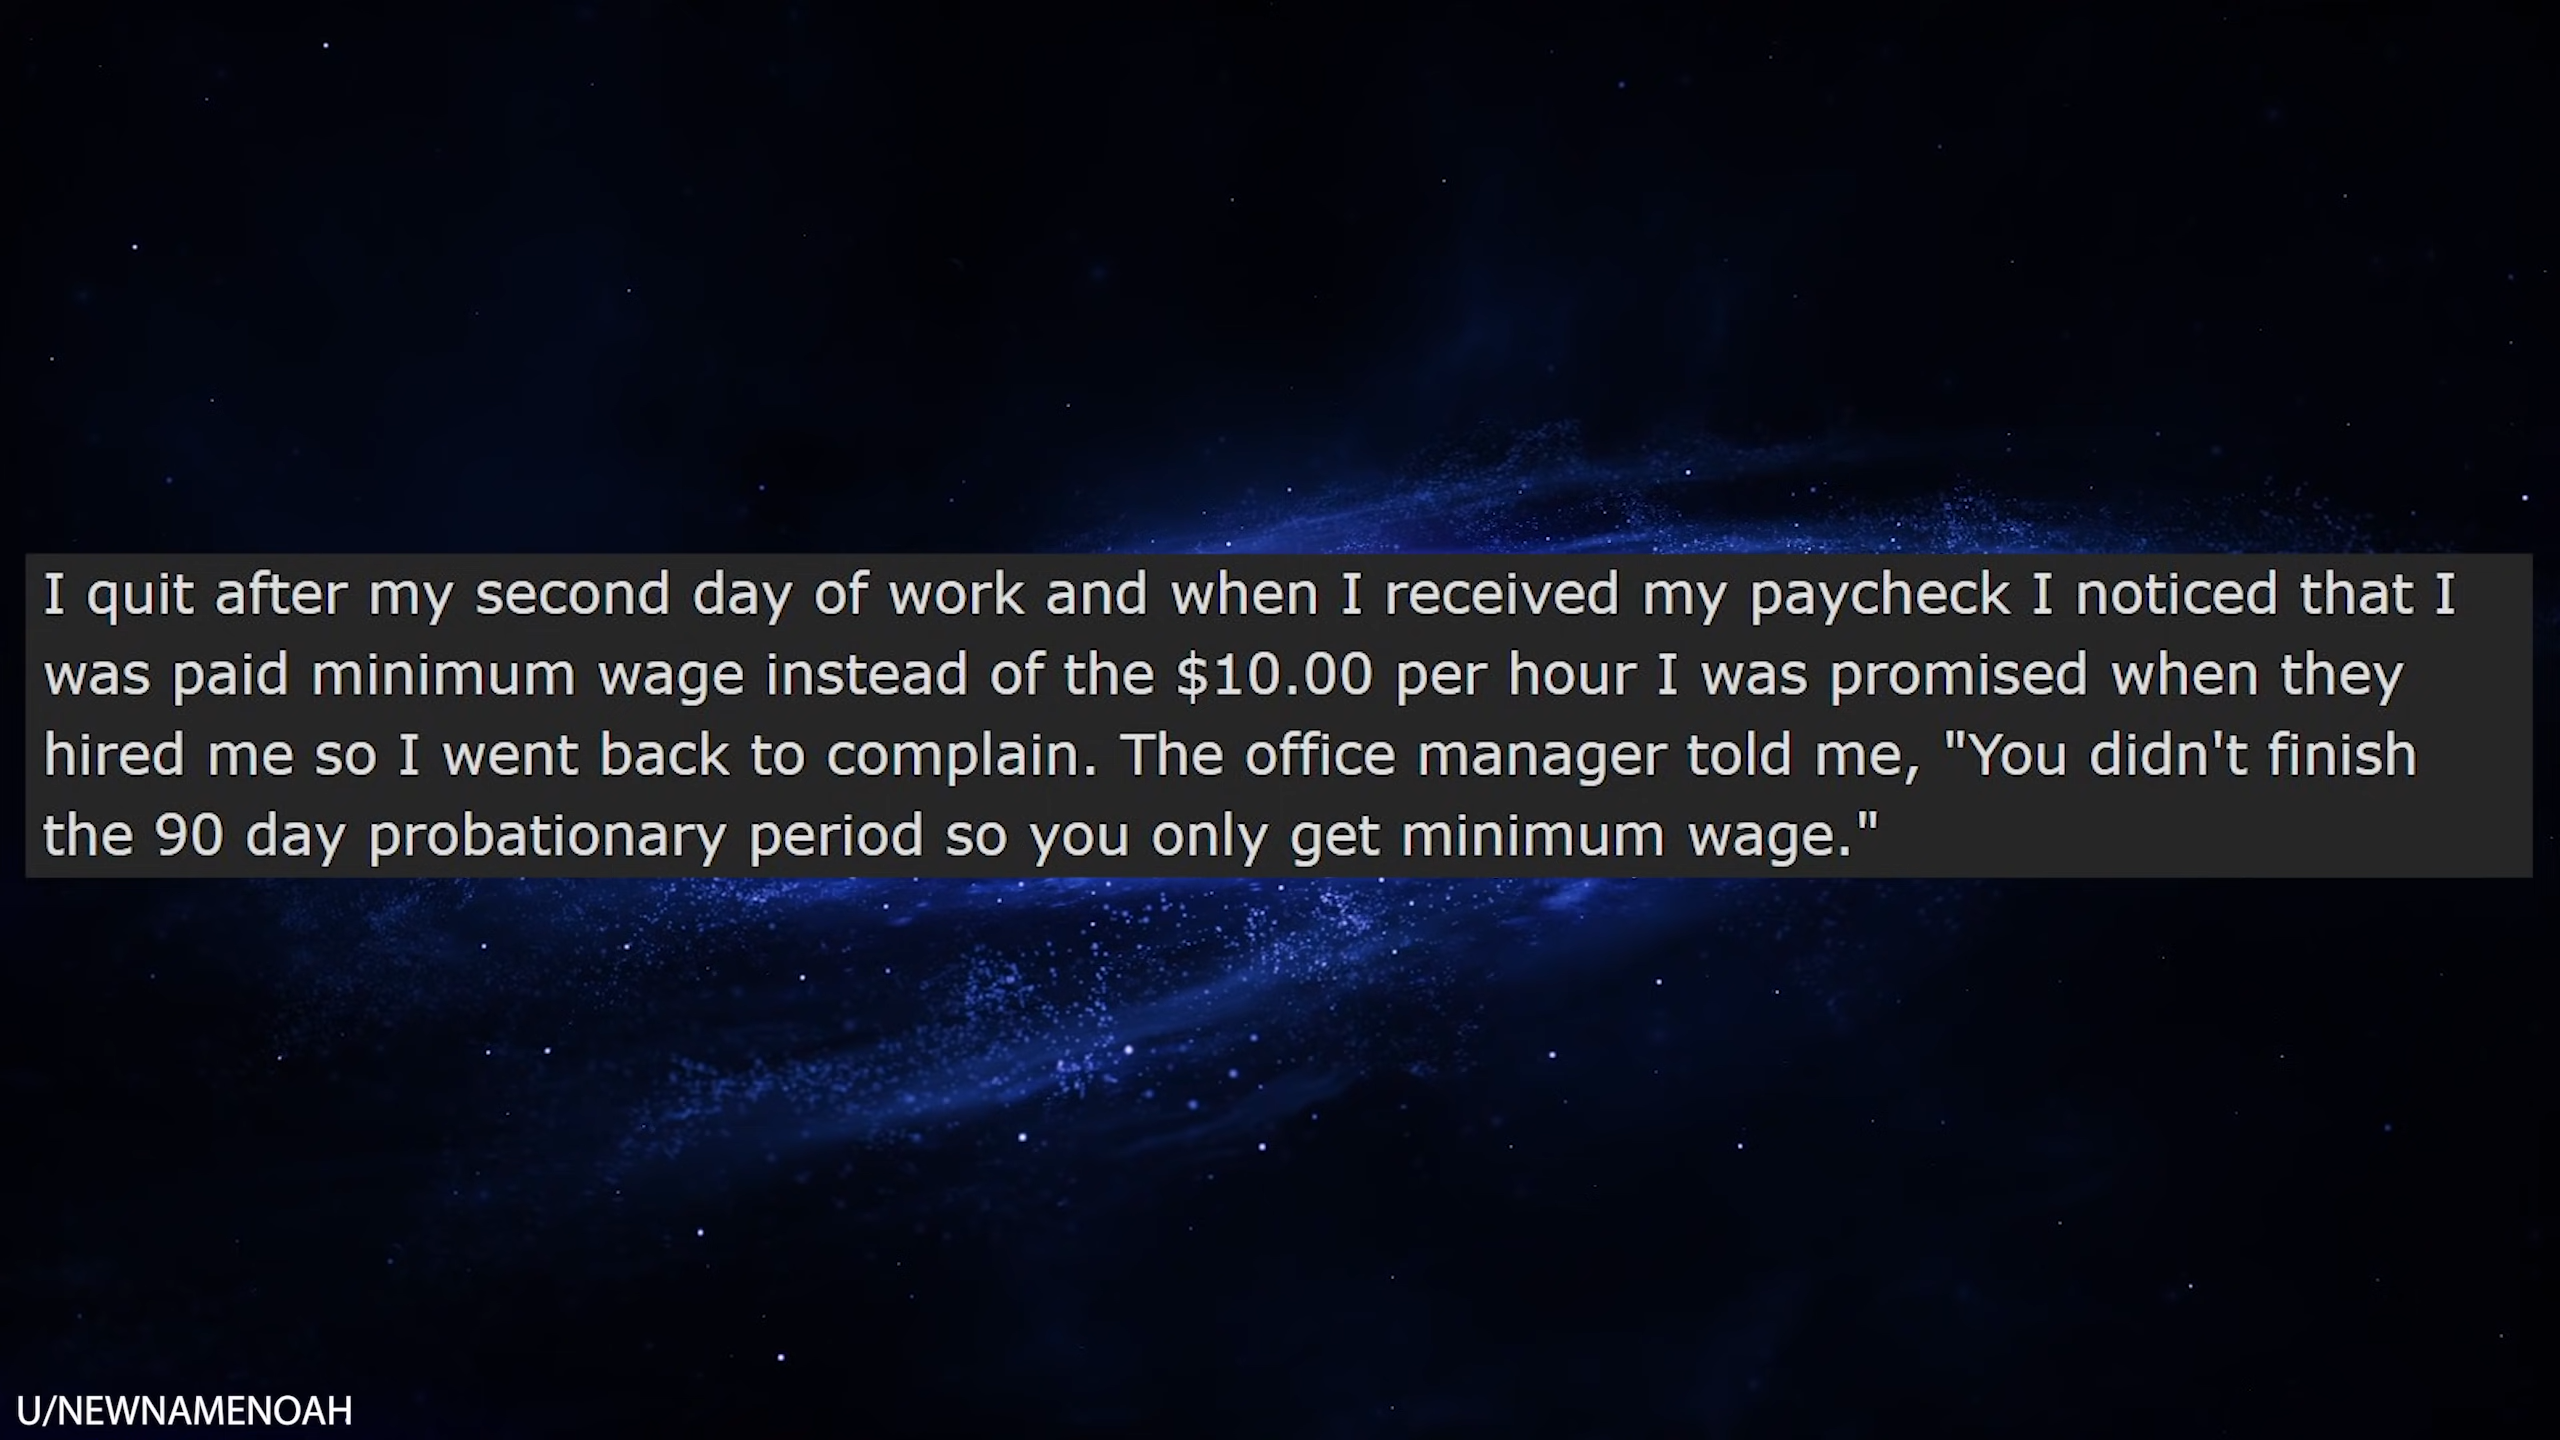 I quit after my second day of work and when I received my paycheck I noticed that I
was paid minimum wage instead of the $10.00 per hour I was promised when they
hired me so I went back to complain. The office manager told me, "You didn't finish
the 90 day probationary period so you only get minimum wage."
U/NEWNAMENOAH